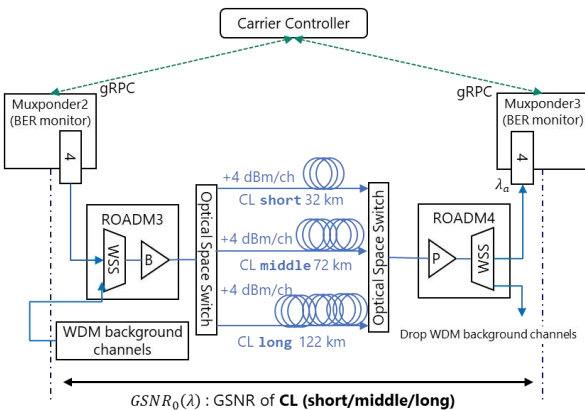 Carrier Controller
gRPC
gRPC
Muxponder2
(BER monitor)
4
Muxponder3
(BER monitor)
4
λₐ
ROADM3
WSS
B
Optical Space Switch
+4 dBm/ch
CL short 32 km
+4 dBm/ch
CL middle 72 km
+4 dBm/ch
CL long 122 km
Optical Space Switch
ROADM4
P
WSS
WDM background
channels
Drop WDM background channels
GSNR₀(λ) : GSNR of CL (short/middle/long)